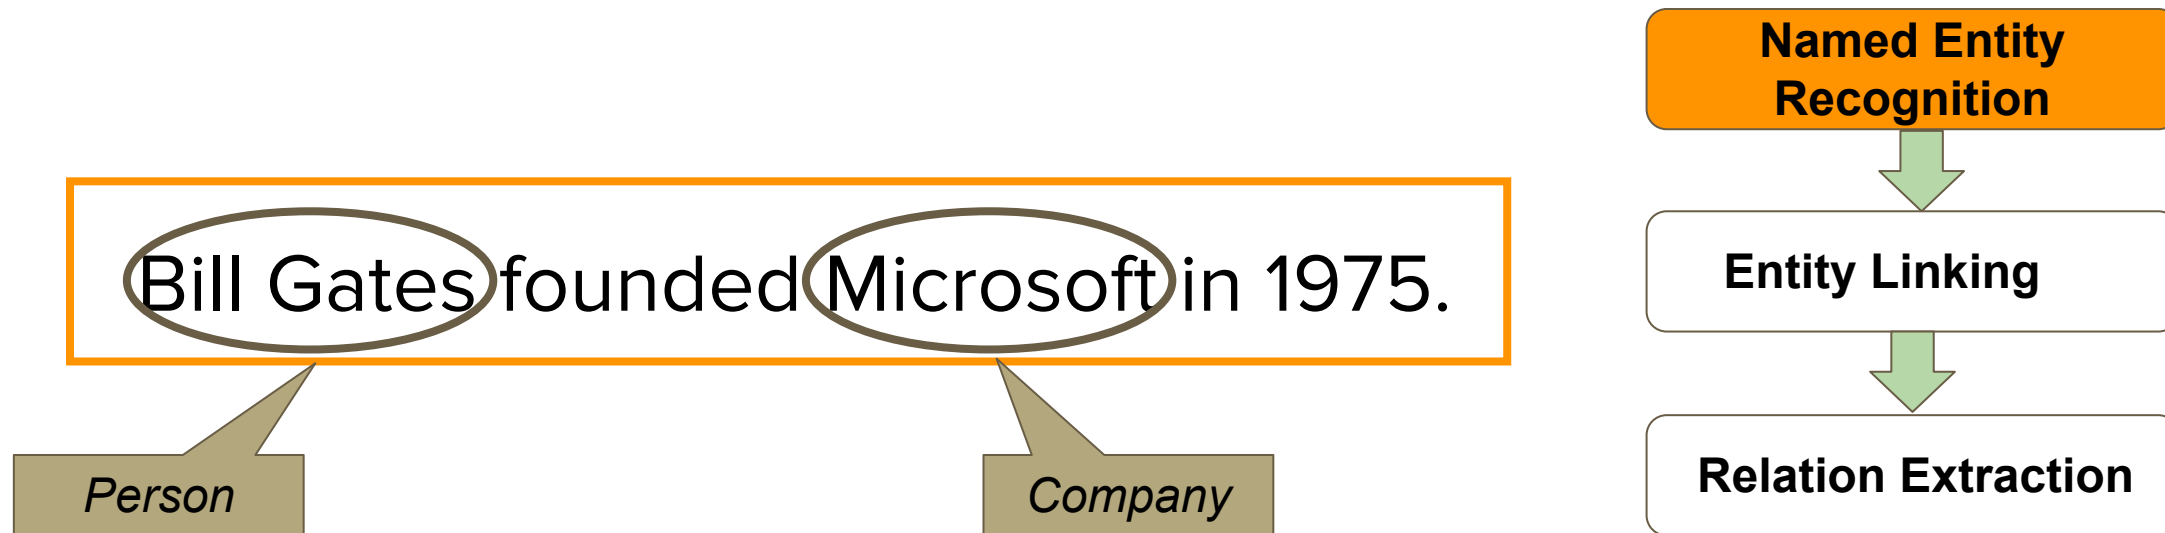 Bill Gates founded Microsoft in 1975.
Person
Company
Named Entity
Recognition
Entity Linking
Relation Extraction